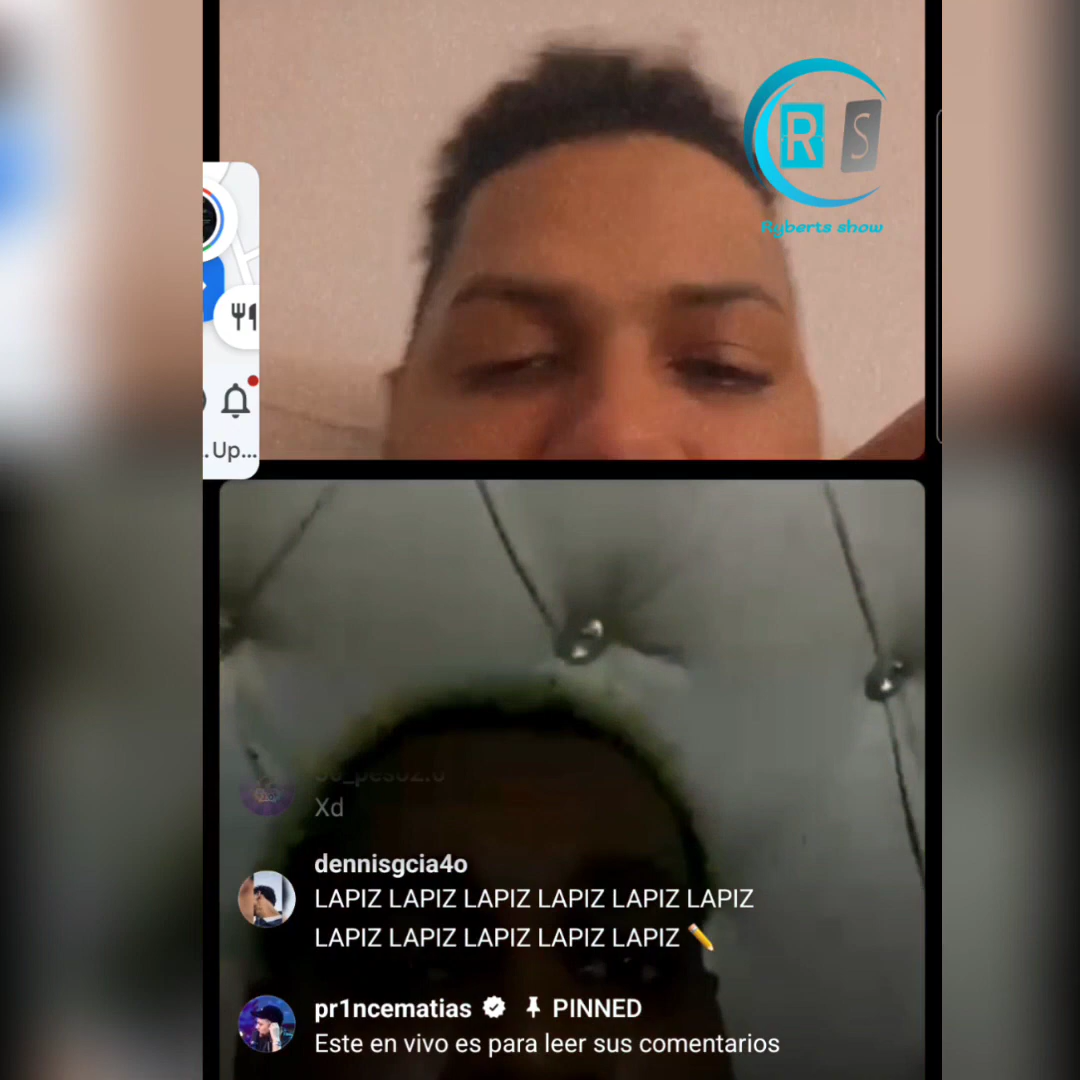 R S
Ryberts show
.Up...
Xd
dennisgcia4o
LAPIZ LAPIZ LAPIZ LAPIZ LAPIZ LAPIZ
LAPIZ LAPIZ LAPIZ LAPIZ LAPIZ ✏️
pr1ncematias PINNED
Este en vivo es para leer sus comentarios